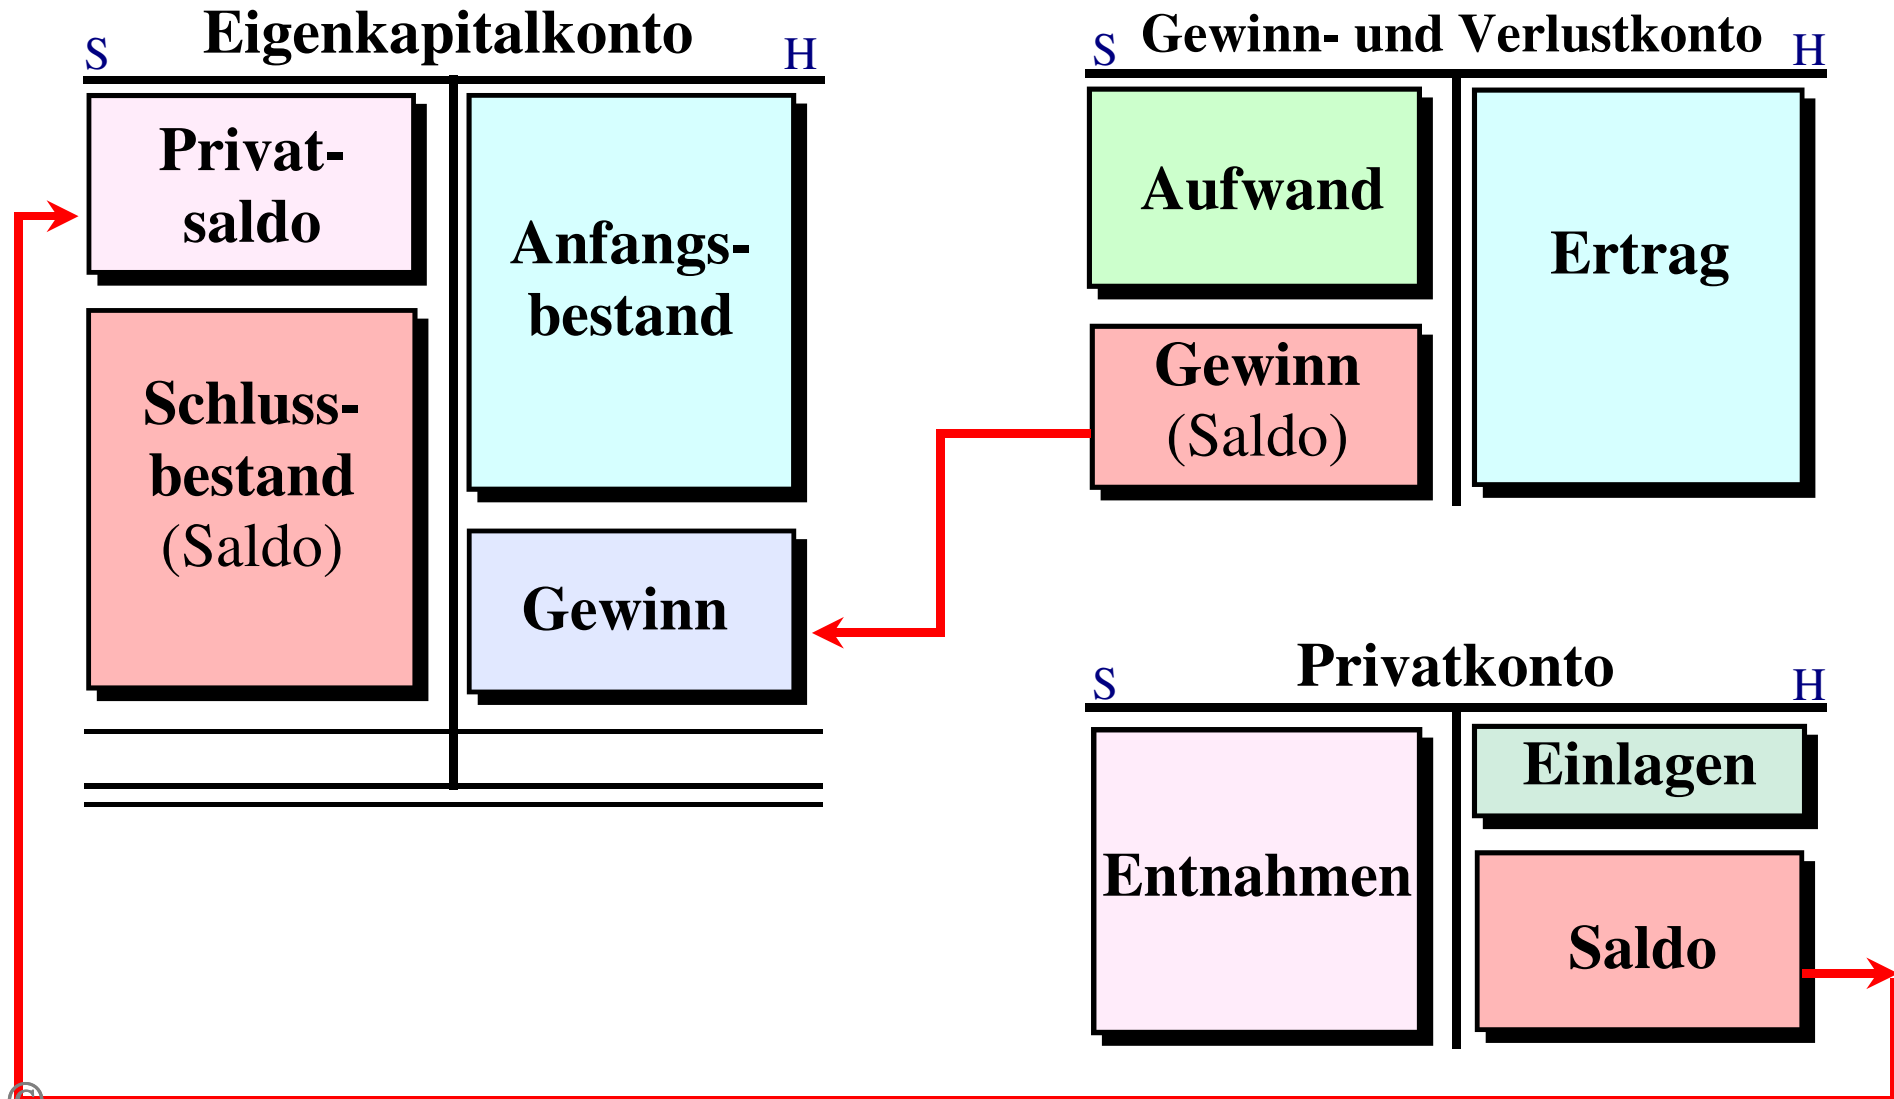 Eigenkapitalkonto
S
H
Privat-
saldo
Schluss-
bestand
(Saldo)
Anfangs-
bestand
Gewinn
Gewinn- und Verlustkonto
S
H
Aufwand
Gewinn
(Saldo)
Ertrag
Privatkonto
S
H
Entnahmen
Einlagen
Saldo
©